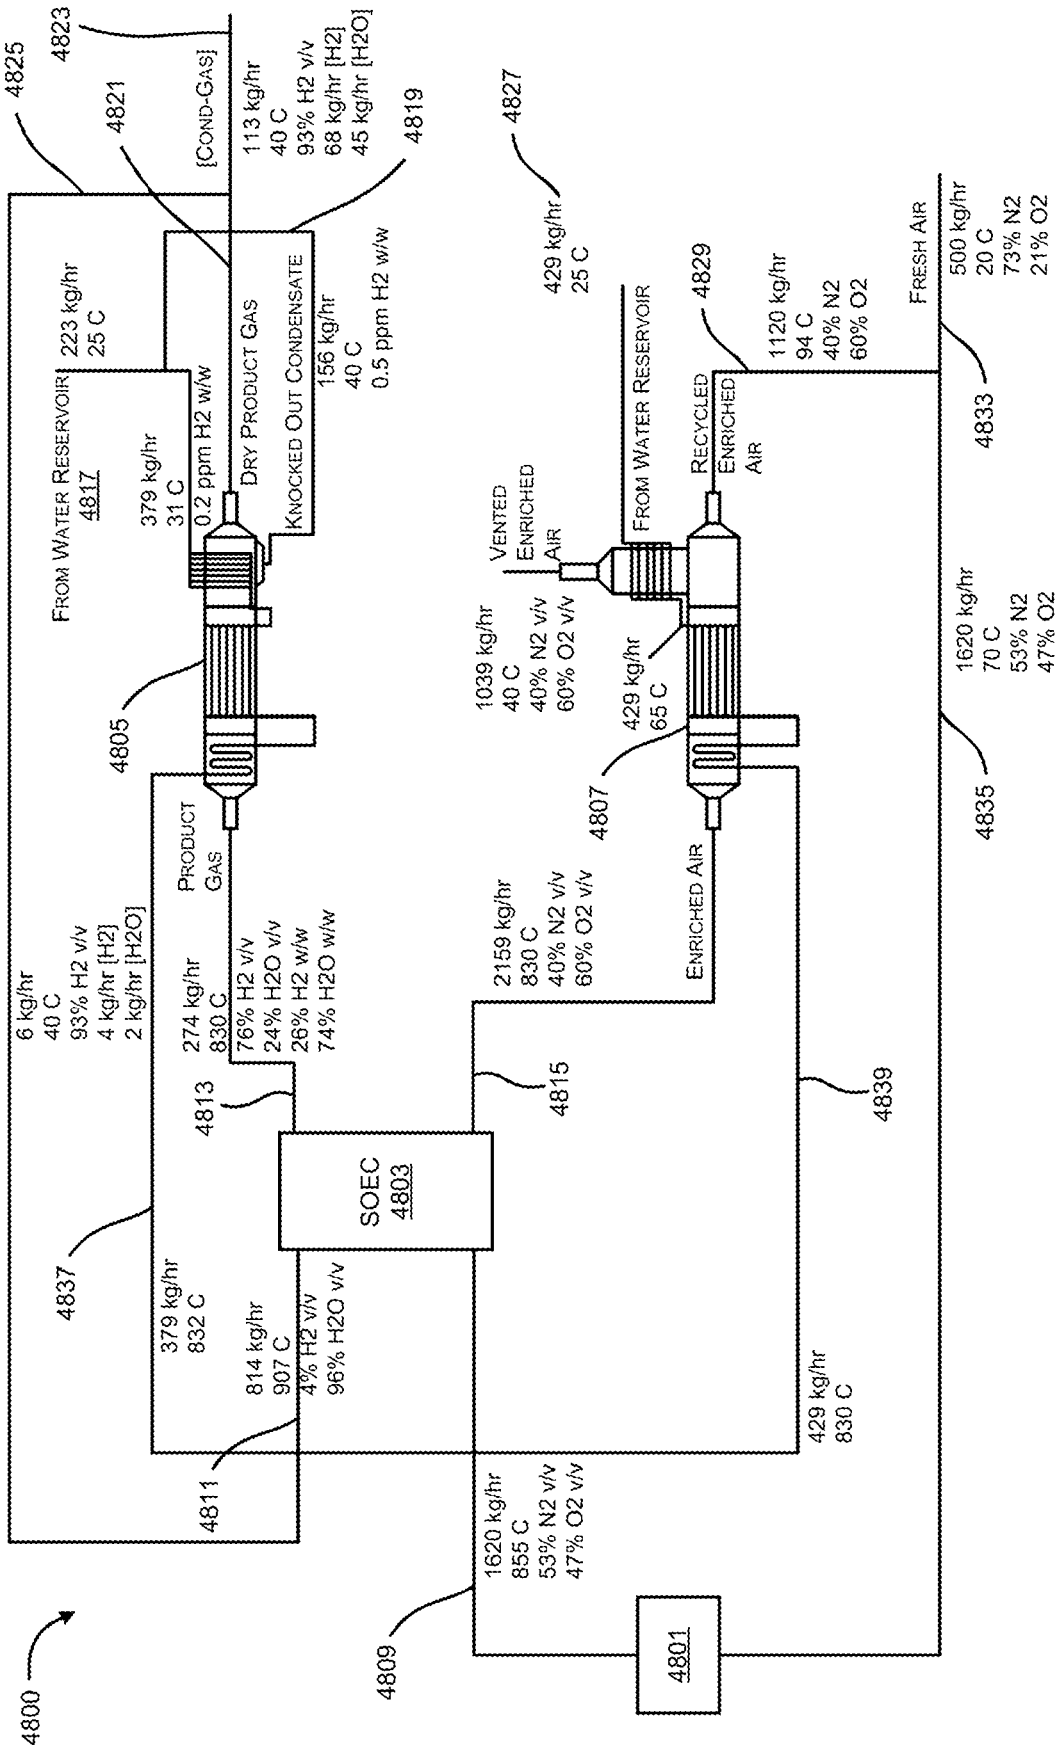 4800
4825
4823
4821
[COND-GAS]
113 kg/hr
40 C
93% H2 v/v
68 kg/hr [H2]
45 kg/hr [H2O]
4819
223 kg/hr
25 C
FROM WATER RESERVOIR
4817
379 kg/hr
31 C
0.2 ppm H2 w/w
DRY PRODUCT GAS
KNOCKED OUT CONDENSATE
156 kg/hr
40 C
0.5 ppm H2 w/w
4805
PRODUCT
GAS
6 kg/hr
40 C
93% H2 v/v
4 kg/hr [H2]
2 kg/hr [H2O]
274 kg/hr
830 C
76% H2 v/v
24% H2O v/v
26% H2 w/w
74% H2O w/w
4813
4837
379 kg/hr
832 C
814 kg/hr
907 C
4% H2 v/v
96% H2O v/v
4811
SOEC
4803
4815
4827
429 kg/hr
25 C
FROM WATER RESERVOIR
VENTED
ENRICHED
AIR
1039 kg/hr
40 C
40% N2 v/v
60% O2 v/v
429 kg/hr
65 C
4807
RECYCLED
ENRICHED
AIR
4829
1120 kg/hr
94 C
40% N2
60% O2
ENRICHED AIR
2159 kg/hr
830 C
40% N2 v/v
60% O2 v/v
4839
429 kg/hr
830 C
1620 kg/hr
855 C
53% N2 v/v
47% O2 v/v
4809
4801
FRESH AIR
500 kg/hr
20 C
73% N2
21% O2
4833
1620 kg/hr
70 C
53% N2
47% O2
4835